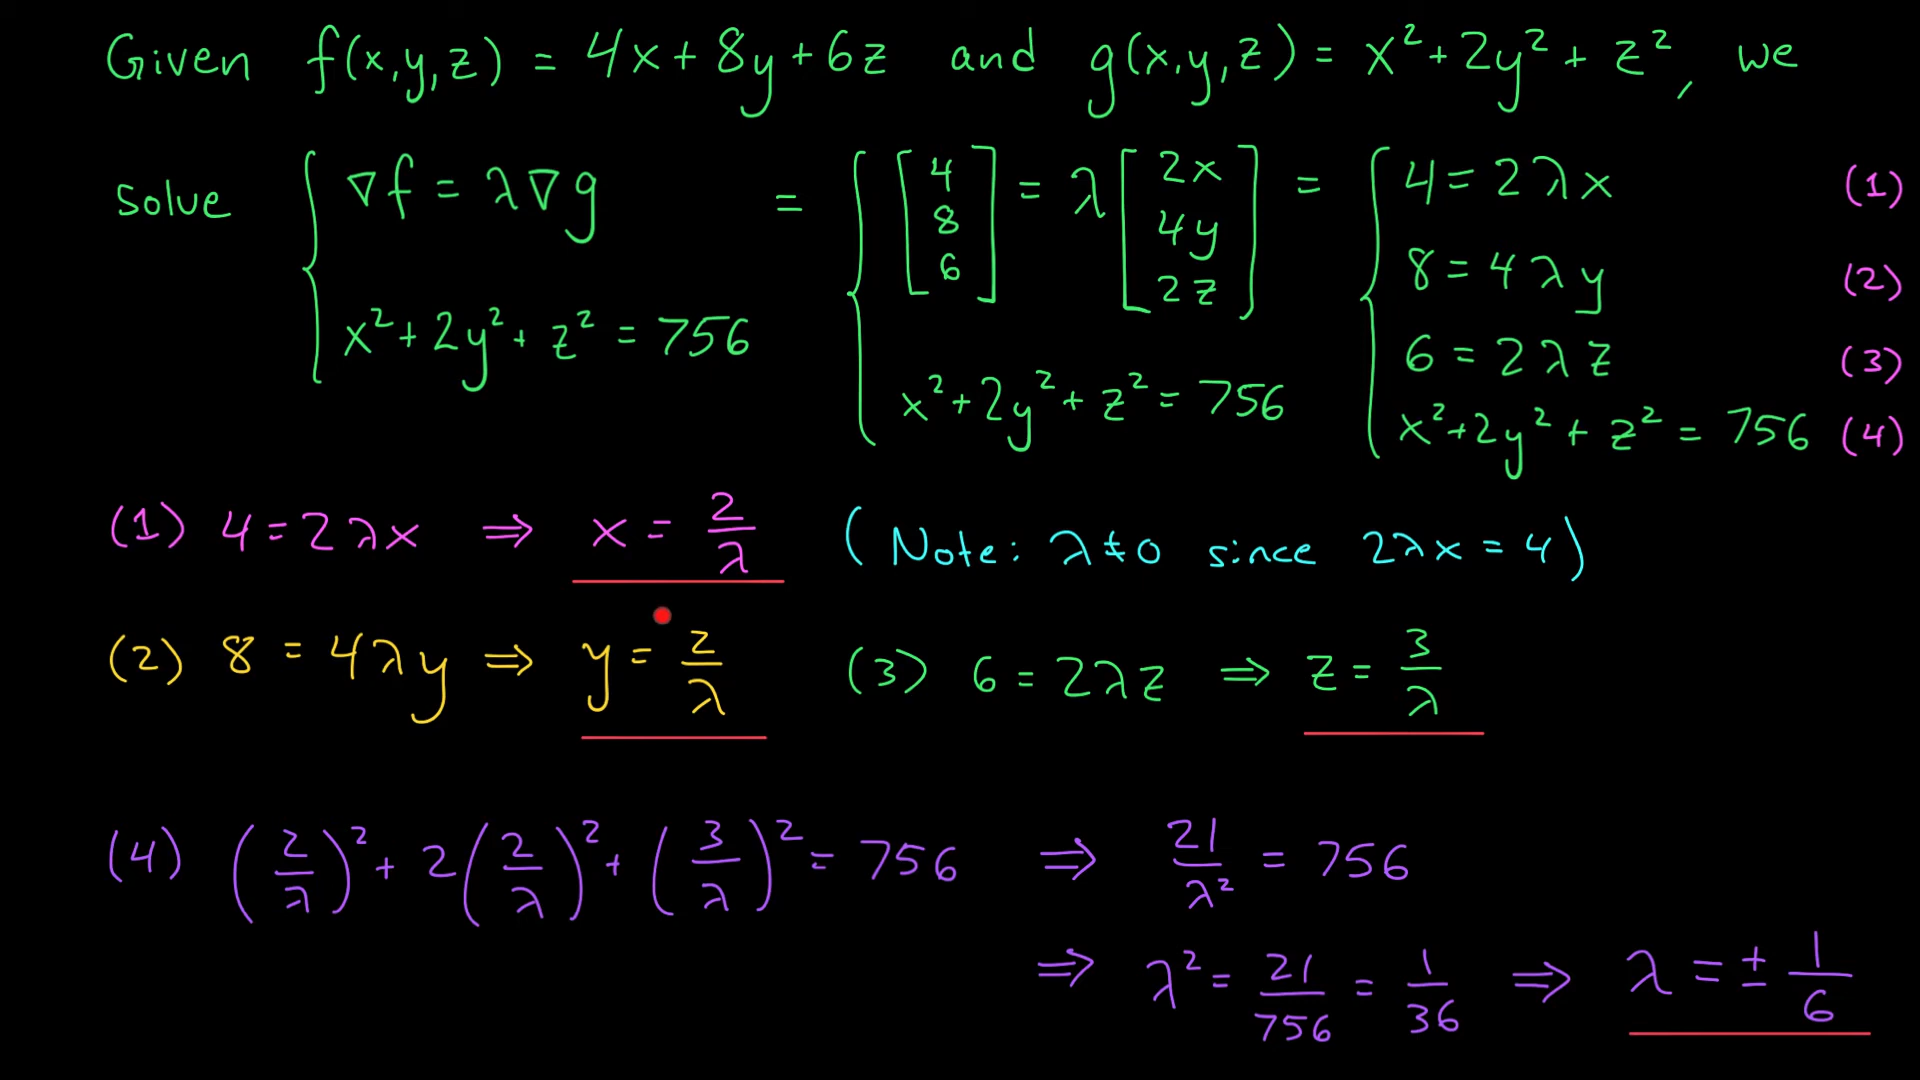 Given f(x,y,z) = 4x+8y+6z and g(x,y,z) = x²+2y²+z², we
solve { ∇f = λ∇g = { [4 8 6] = λ [2x 4y 2z] = { 4 = 2λx (1)
8 = 4λy (2)
6 = 2λz (3)
x²+2y²+z² = 756 x²+2y²+z² = 756 x²+2y²+z² = 756 (4)
(1) 4 = 2λx ⇒ x = 2/λ (Note: λ≠0 since 2λx = 4)
(2) 8 = 4λy ⇒ y = 2/λ (3) 6 = 2λz ⇒ z = 3/λ
(4) (2/λ)² + 2(2/λ)² + (3/λ)² = 756 ⇒ 21/λ² = 756
⇒ λ² = 21/756 = 1/36 ⇒ λ = ± 1/6